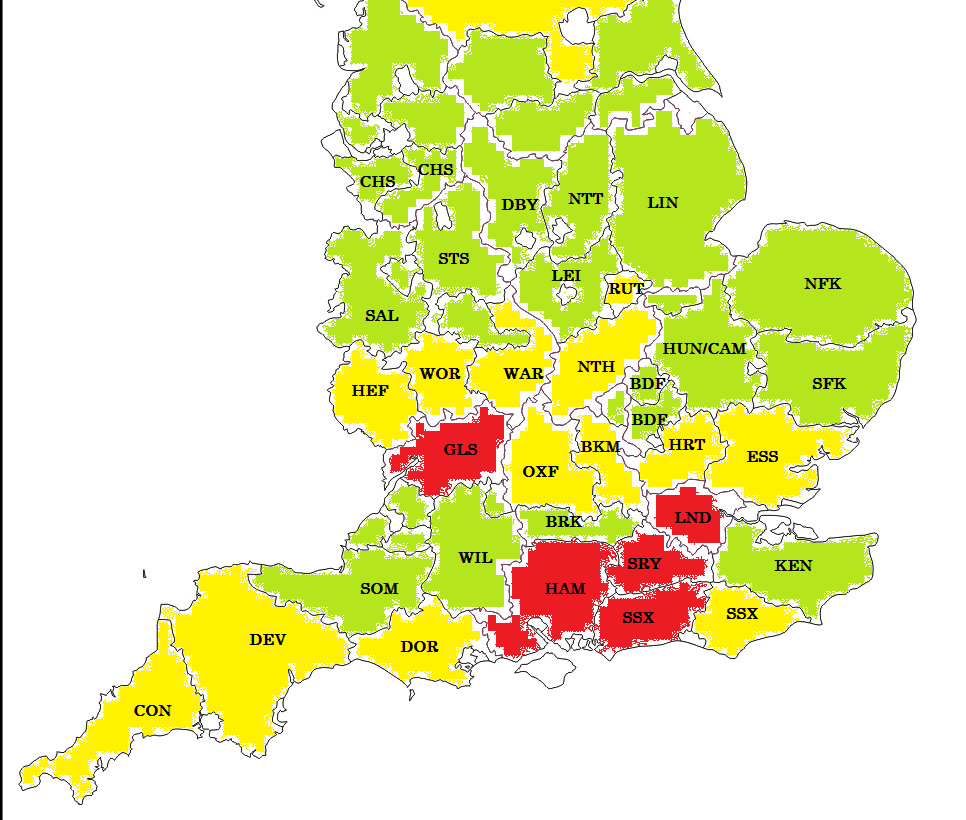 CHS
CHS
DBY
NTT
LIN
STS
LEI
RUT
NFK
SAL
HUN/CAM
HEF
WOR
WAR
NTH
BDF
SFK
BDF
GLS
OXF
BKM
HRT
ESS
BRK
LND
WIL
SRY
KEN
SOM
HAM
SSX
SSX
DEV
DOR
CON